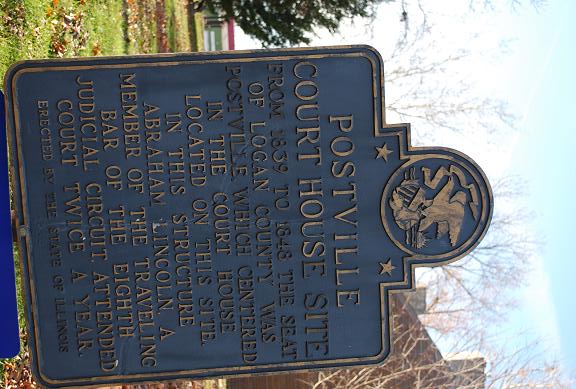 POSTVILLE
COURT HOUSE SITE
FROM 1839 TO 1848 THE SEAT
OF LOGAN COUNTY WAS
POSTVILLE WHICH CENTERED
IN THE COURT HOUSE
LOCATED ON THIS SITE.
IN THIS STRUCTURE
ABRAHAM LINCOLN, A
MEMBER OF THE TRAVELING
BAR OF THE EIGHTH
JUDICIAL CIRCUIT, ATTENDED
COURT TWICE A YEAR.
ERECTED BY THE STATE OF ILLINOIS